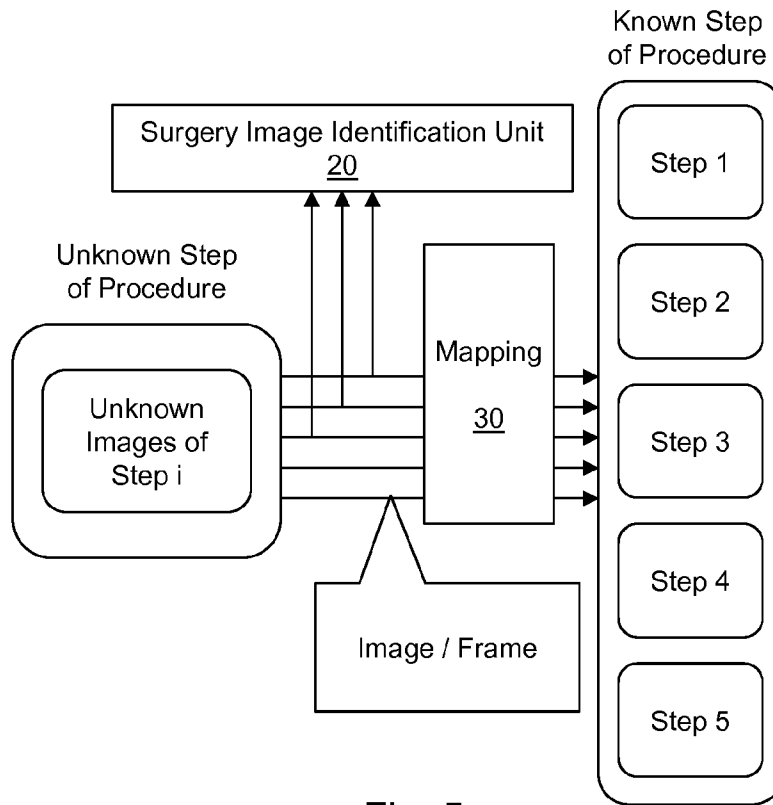 Known Step
of Procedure
Surgery Image Identification Unit
20
Step 1
Unknown Step
of Procedure
Step 2
Mapping
30
Unknown
Images of
Step i
Step 3
Step 4
Image / Frame
Step 5